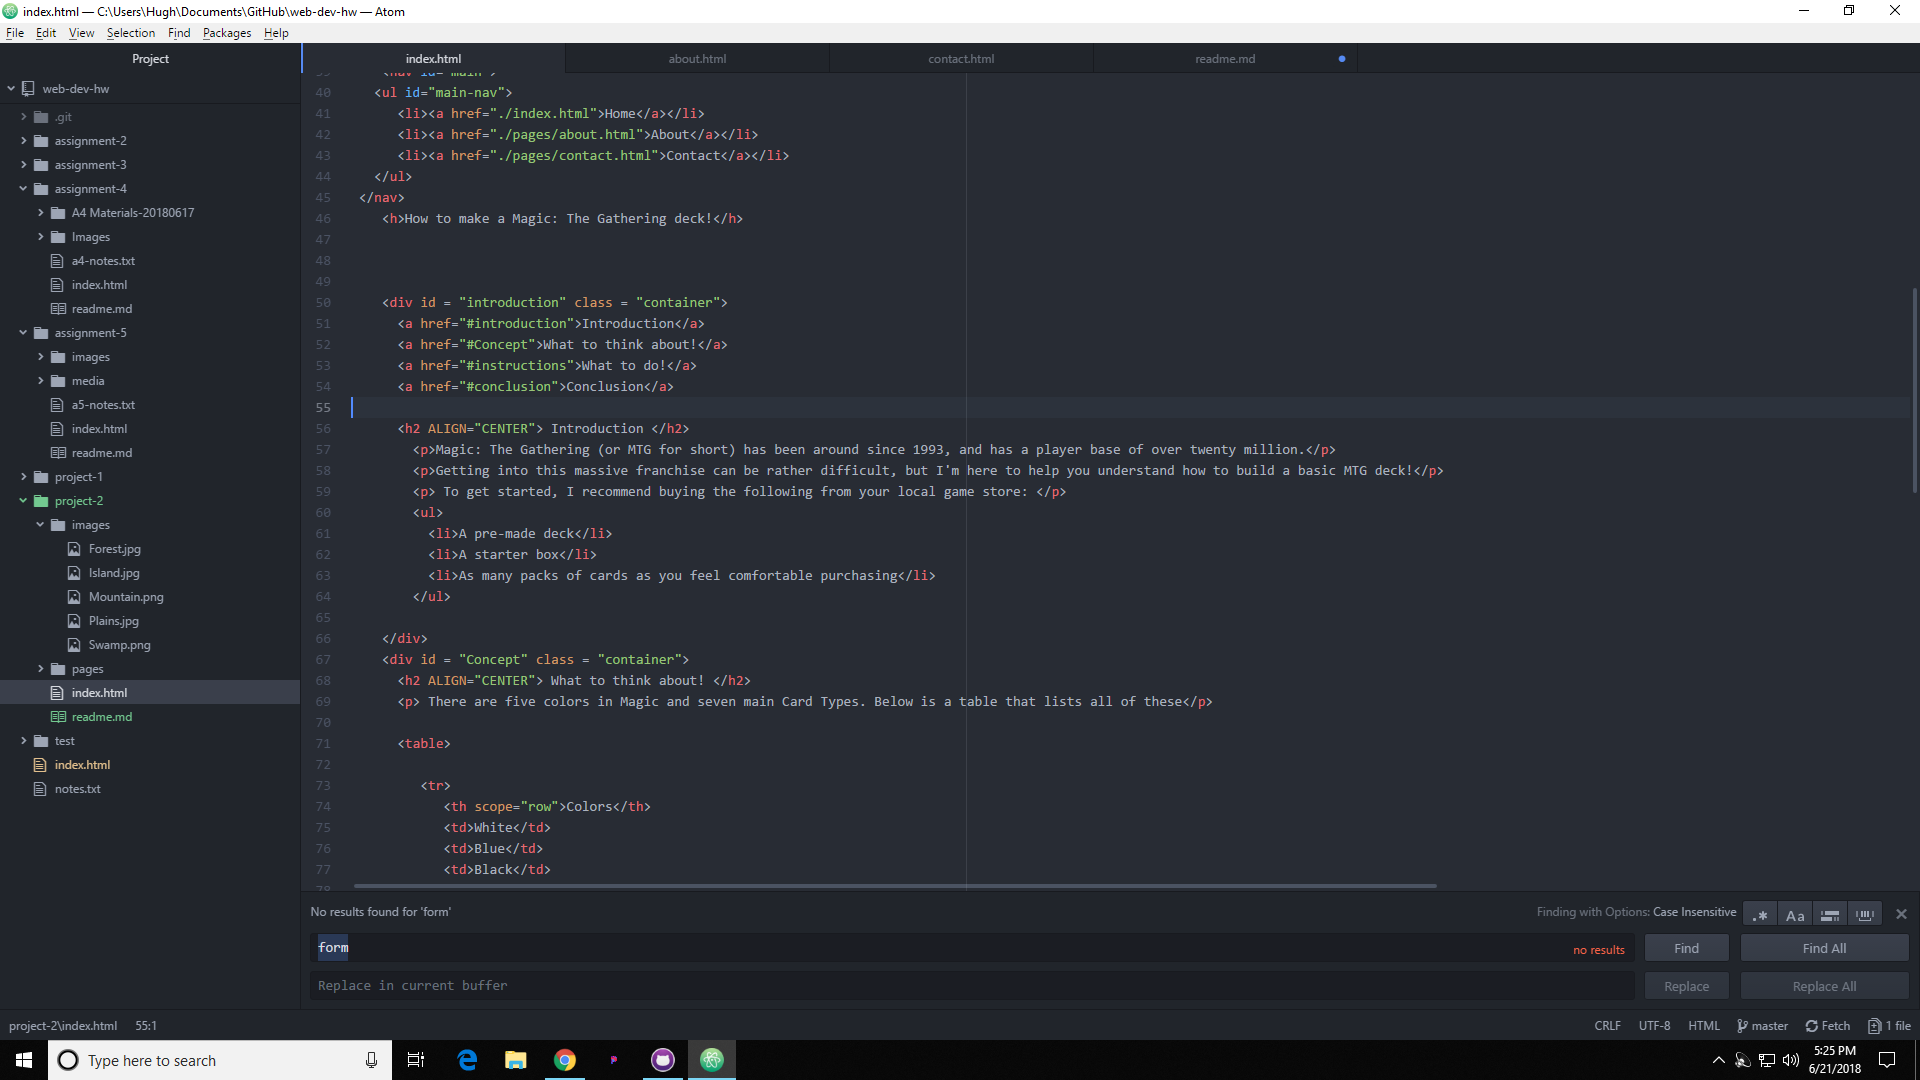 index.html — C:\Users\Hugh\Documents\GitHub\web-dev-hw — Atom
File Edit View Selection Find Packages Help
Project
index.html about.html contact.html readme.md
web-dev-hw
.git
assignment-2
assignment-3
assignment-4
A4 Materials-20180617
Images
a4-notes.txt
index.html
readme.md
assignment-5
images
media
a5-notes.txt
index.html
readme.md
project-1
project-2
images
Forest.jpg
Island.jpg
Mountain.png
Plains.jpg
Swamp.png
pages
index.html
readme.md
test
index.html
notes.txt
39 <nav id="main">
40 <ul id="main-nav">
41 <li><a href="./index.html">Home</a></li>
42 <li><a href="./pages/about.html">About</a></li>
43 <li><a href="./pages/contact.html">Contact</a></li>
44 </ul>
45 </nav>
46 <h>How to make a Magic: The Gathering deck!</h>
47
48
49
50 <div id = "introduction" class = "container">
51 <a href="#introduction">Introduction</a>
52 <a href="#Concept">What to think about!</a>
53 <a href="#instructions">What to do!</a>
54 <a href="#conclusion">Conclusion</a>
55
56 <h2 ALIGN="CENTER"> Introduction </h2>
57 <p>Magic: The Gathering (or MTG for short) has been around since 1993, and has a player base of over twenty million.</p>
58 <p>Getting into this massive franchise can be rather difficult, but I'm here to help you understand how to build a basic MTG deck!</p>
59 <p> To get started, I recommend buying the following from your local game store: </p>
60 <ul>
61 <li>A pre-made deck</li>
62 <li>A starter box</li>
63 <li>As many packs of cards as you feel comfortable purchasing</li>
64 </ul>
65
66 </div>
67 <div id = "Concept" class = "container">
68 <h2 ALIGN="CENTER"> What to think about! </h2>
69 <p> There are five colors in Magic and seven main Card Types. Below is a table that lists all of these</p>
70
71 <table>
72
73 <tr>
74 <th scope="row">Colors</th>
75 <td>White</td>
76 <td>Blue</td>
77 <td>Black</td>
78
No results found for 'form'
Finding with Options: Case Insensitive .* Aa
form no results Find Find All
Replace in current buffer Replace Replace All
project-2\index.html 55:1 CRLF UTF-8 HTML master Fetch 1 file
Type here to search
5:25 PM
6/21/2018